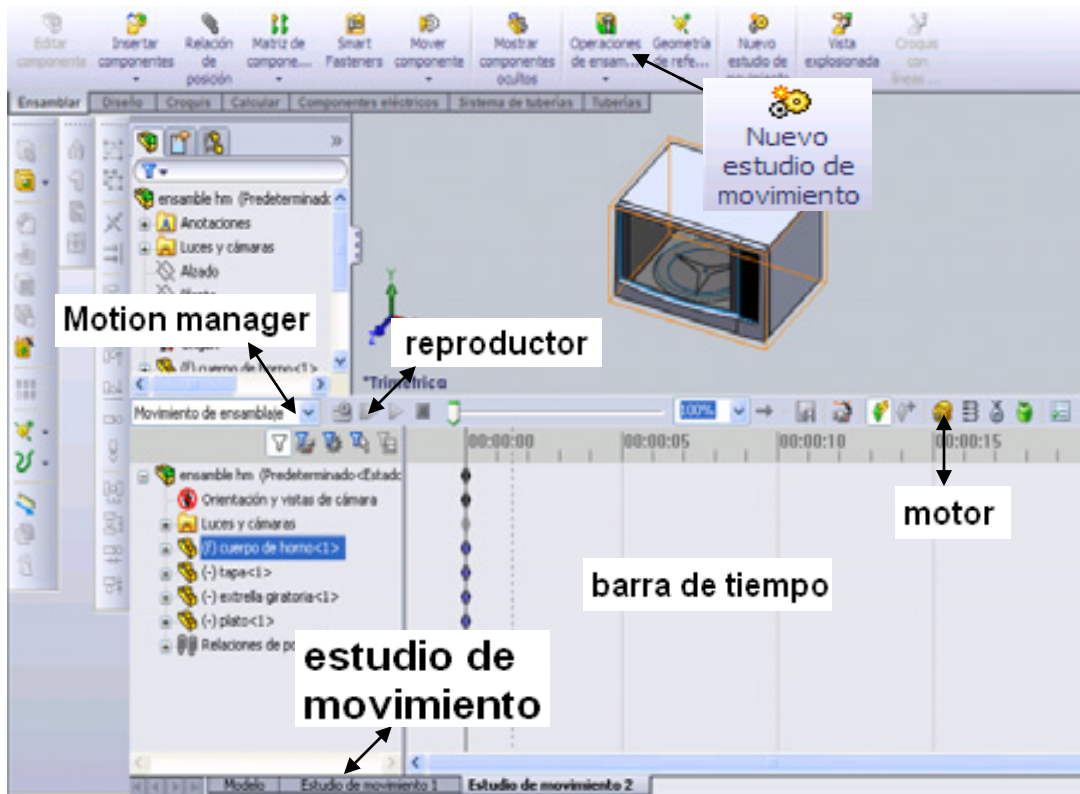 Editar componente
Insertar componentes
Relación de posición
Matriz de compone...
Smart Fasteners
Mover componente
Mostrar componentes ocultos
Operaciones de ensam...
Geometría de refe...
Nuevo estudio de movimiento
Vista explosionada
Croquis con líneas ...
Ensamblar Diseño Croquis Calcular Componentes eléctricos Sistema de tuberías Tuberías
Nuevo
estudio de
movimiento
ensamble hm (Predeterminad
Anotaciones
Luces y cámaras
Alzado
Motion manager
reproductor
(f) cuerpo de horno<1>
*Trimétrica
Movimiento de ensamblaje
100%
00:00:00 00:00:05 00:00:10 00:00:15
ensamble hm (Predeterminado<Estado
Orientación y vistas de cámara
Luces y cámaras
(f) cuerpo de horno<1>
(-) tapa<1>
(-) estrella giratoria<1>
(-) plato<1>
Relaciones de po
motor
barra de tiempo
estudio de
movimiento
Modelo Estudio de movimiento 1 Estudio de movimiento 2